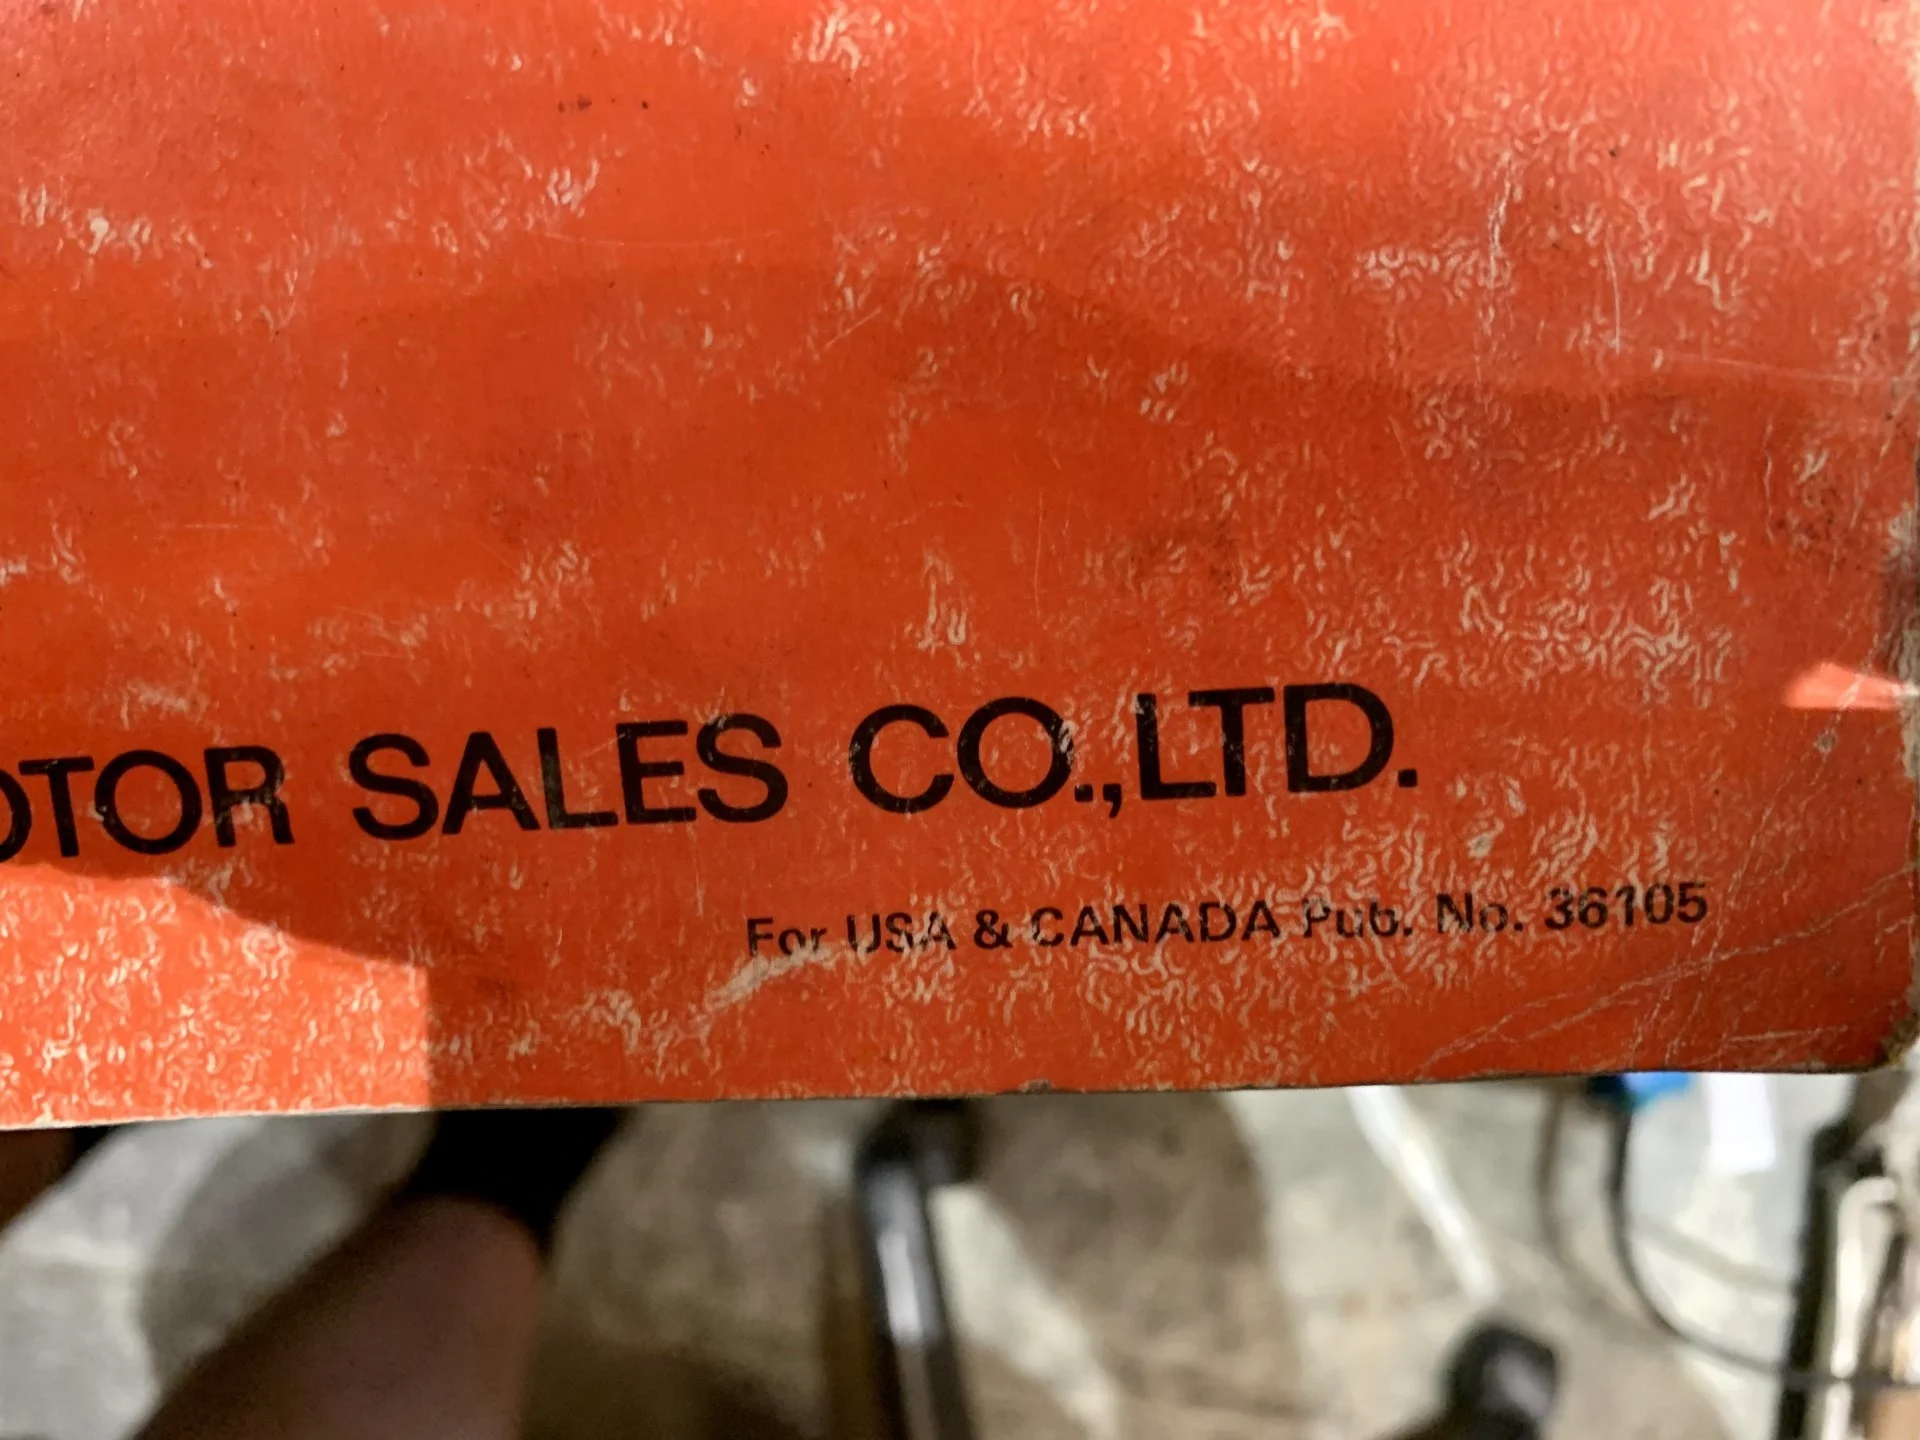 OTOR SALES CO.,LTD.
For USA & CANADA Pub. No. 36105